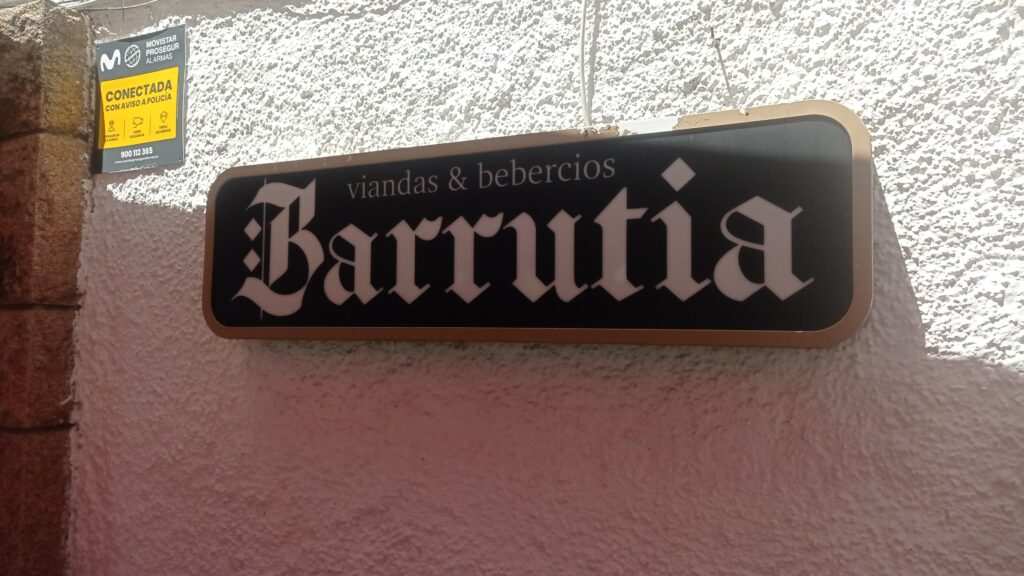 MOVISTAR
PROSEGUR
ALARMAS
CONECTADA
CON AVISO A POLICÍA
900 112 365
viandas & bebercios
Barrutia